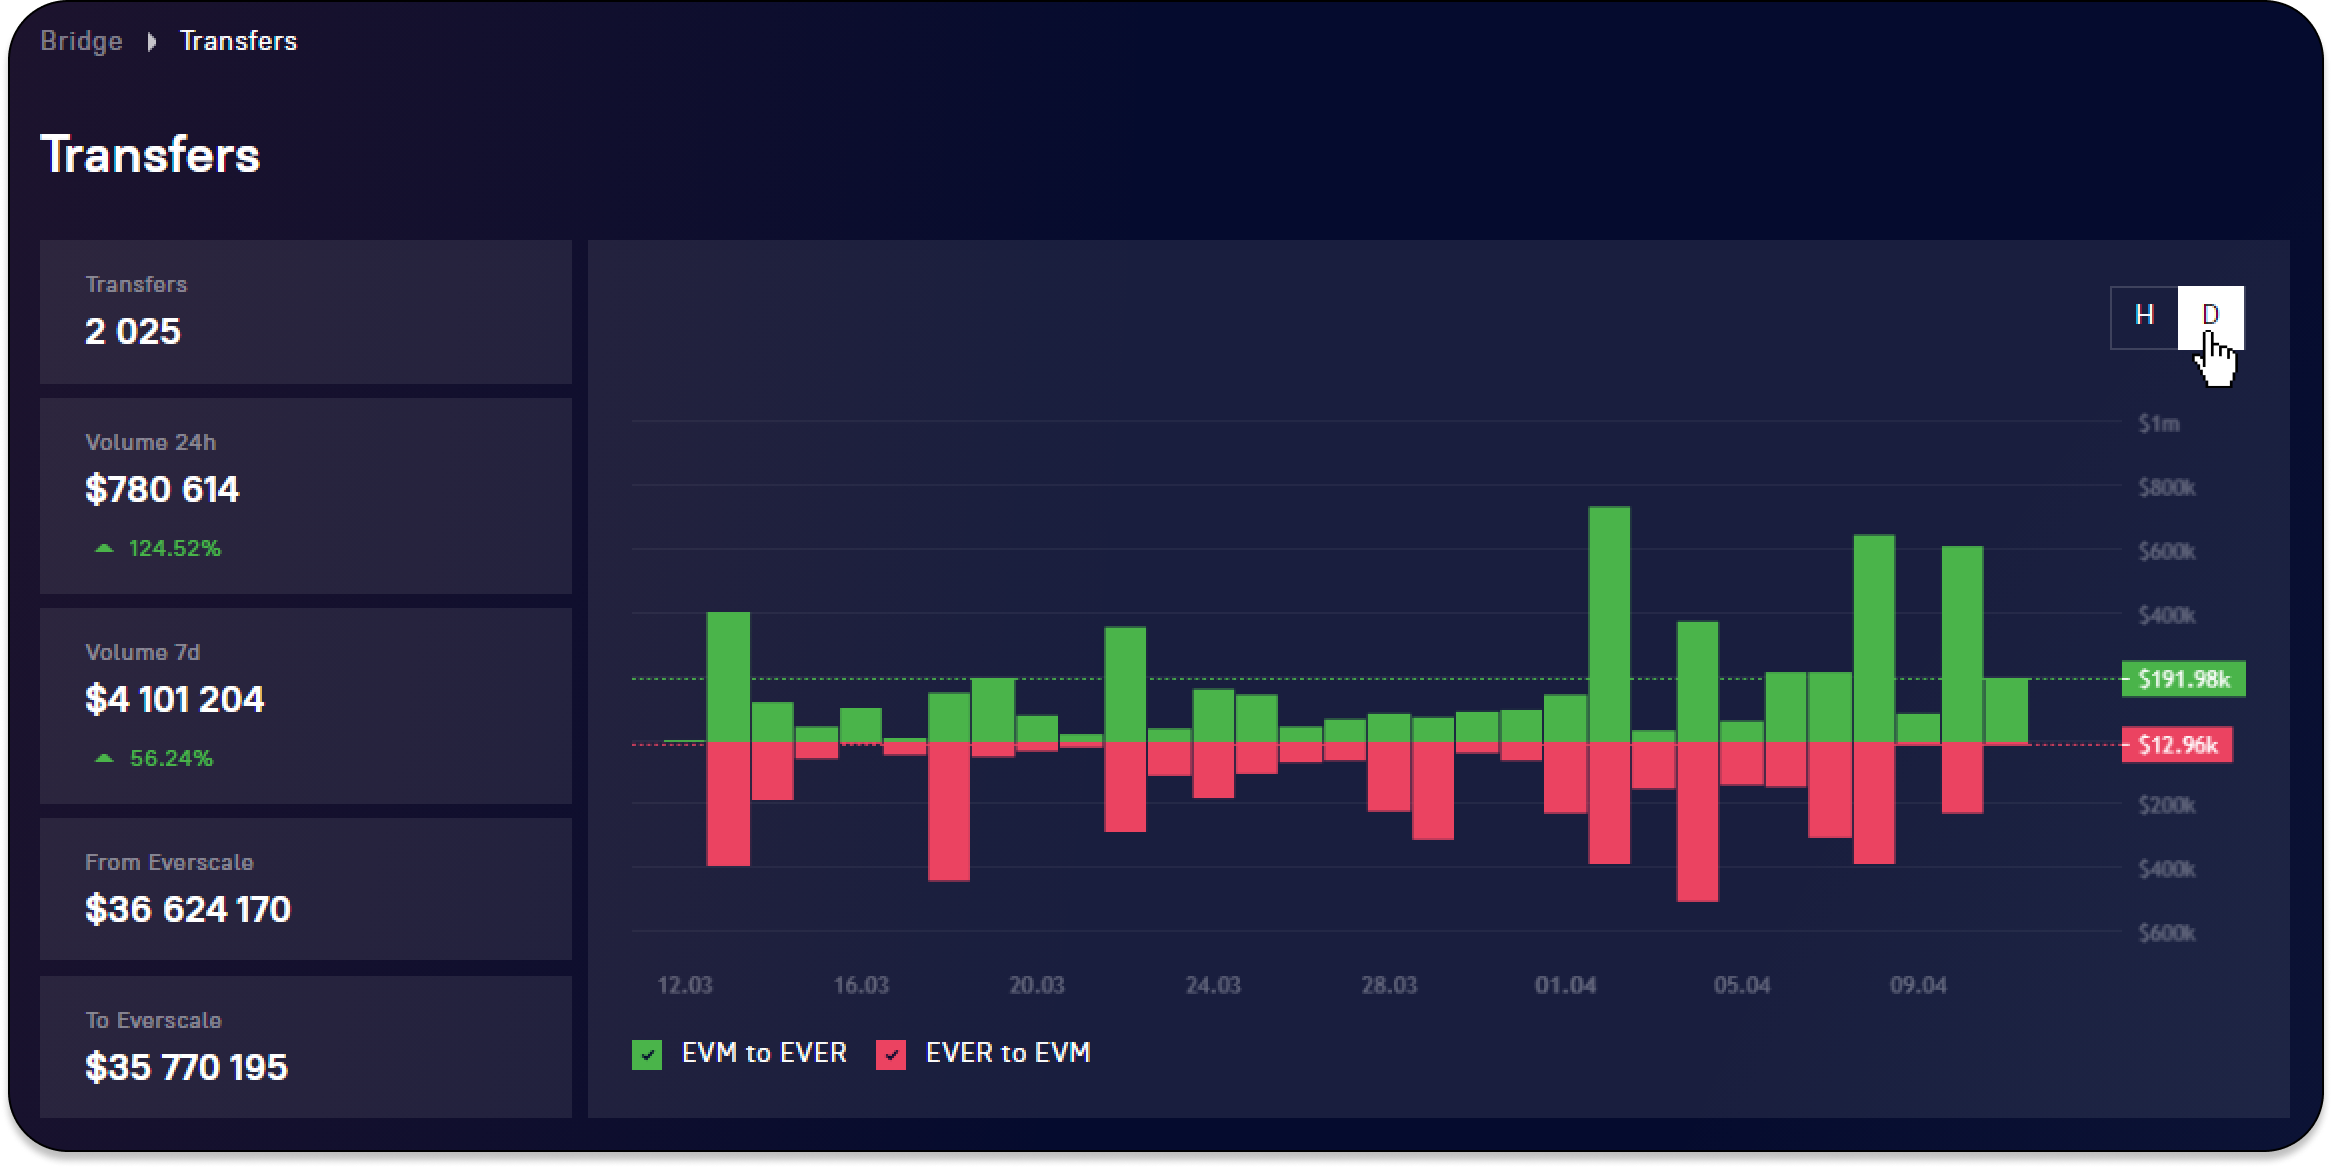 Bridge Transfers
Transfers
Transfers
2 025
Volume 24h
$780 614
124.52%
Volume 7d
$4 101 204
56.24%
From Everscale
$36 624 170
To Everscale
$35 770 195
H D
$1m
$800k
$600k
$400k
$191.98k
$12.96k
$200k
$400k
$600k
12.03 16.03 20.03 24.03 28.03 01.04 05.04 09.04
EVM to EVER EVER to EVM